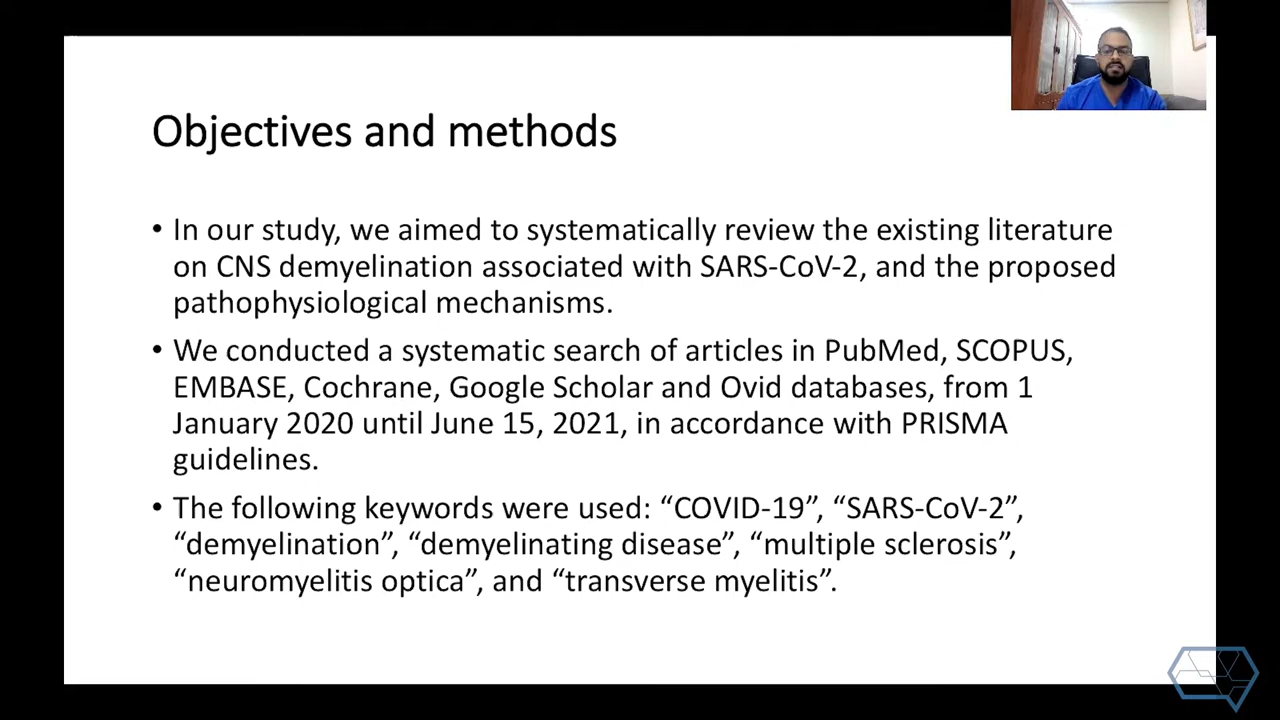 Objectives and methods
• In our study, we aimed to systematically review the existing literature
on CNS demyelination associated with SARS-CoV-2, and the proposed
pathophysiological mechanisms.
• We conducted a systematic search of articles in PubMed, SCOPUS,
EMBASE, Cochrane, Google Scholar and Ovid databases, from 1
January 2020 until June 15, 2021, in accordance with PRISMA
guidelines.
• The following keywords were used: “COVID-19”, “SARS-CoV-2”,
“demyelination”, “demyelinating disease”, “multiple sclerosis”,
“neuromyelitis optica”, and “transverse myelitis”.